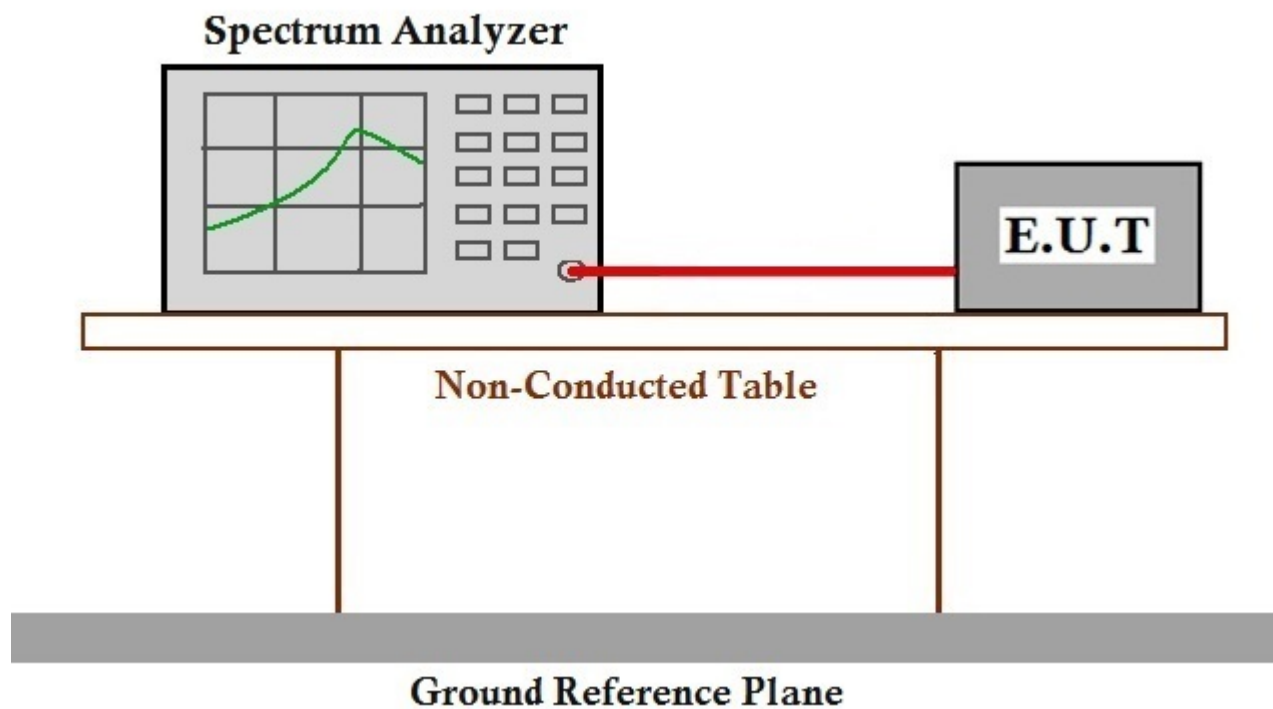 Spectrum Analyzer
E.U.T
Non-Conducted Table
Ground Reference Plane